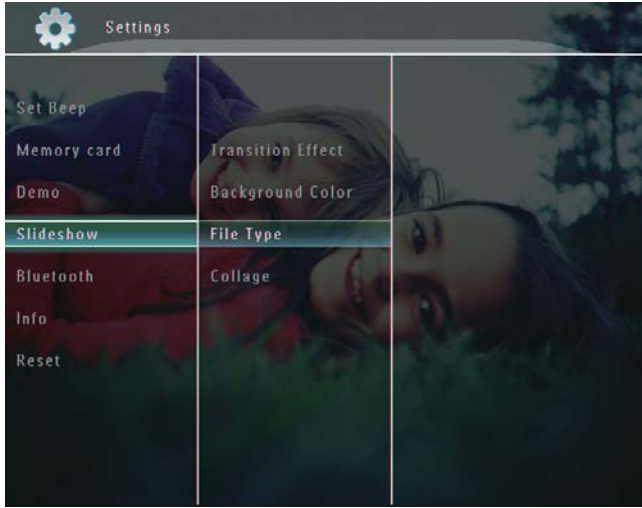 Settings
Set Beep
Memory card
Demo
Slideshow
Bluetooth
Info
Reset
Transition Effect
Background Color
File Type
Collage